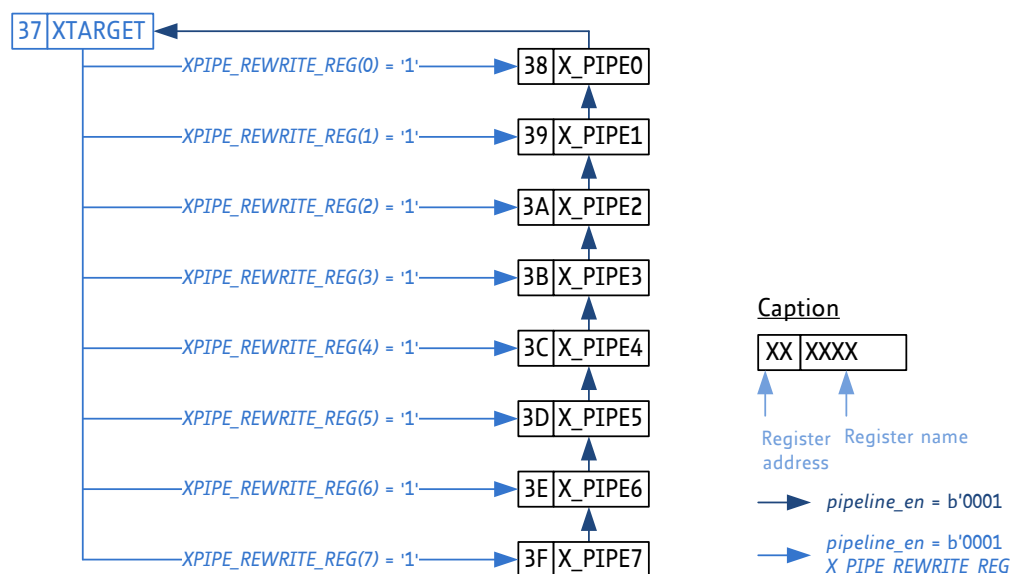 37 XTARGET
XPIPE_REWRITE_REG(0) = '1' 38 X_PIPE0
XPIPE_REWRITE_REG(1) = '1' 39 X_PIPE1
XPIPE_REWRITE_REG(2) = '1' 3A X_PIPE2
XPIPE_REWRITE_REG(3) = '1' 3B X_PIPE3
XPIPE_REWRITE_REG(4) = '1' 3C X_PIPE4
XPIPE_REWRITE_REG(5) = '1' 3D X_PIPE5
XPIPE_REWRITE_REG(6) = '1' 3E X_PIPE6
XPIPE_REWRITE_REG(7) = '1' 3F X_PIPE7
Caption
XX XXXX
Register
address
Register name
pipeline_en = b'0001
pipeline_en = b'0001
X_PIPE_REWRITE_REG